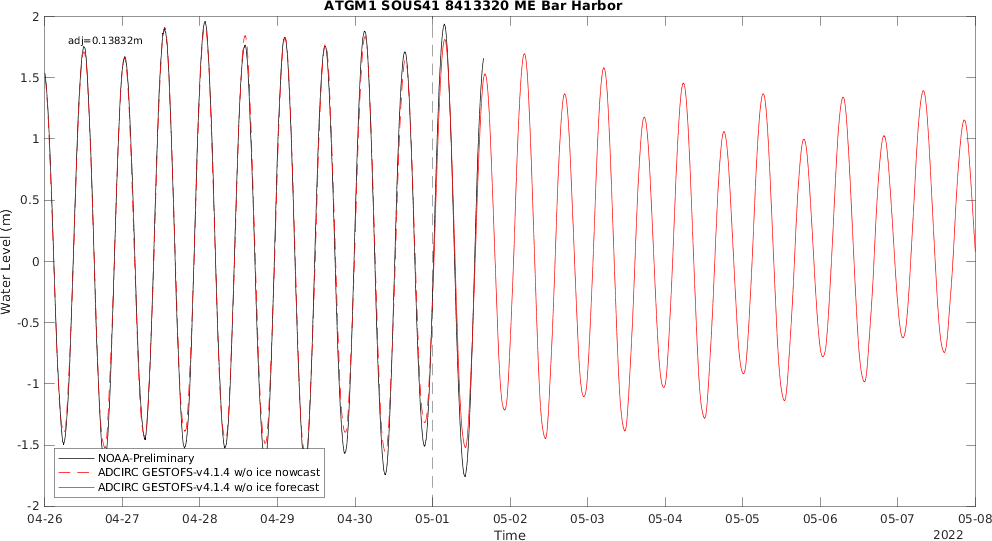 ATGM1 SOUS41 8413320 ME Bar Harbor
adj=0.13832m
Water Level (m)
2
1.5
1
0.5
0
-0.5
-1
-1.5
-2
NOAA-Preliminary
ADCIRC GESTOFS-v4.1.4 w/o ice nowcast
ADCIRC GESTOFS-v4.1.4 w/o ice forecast
04-26 04-27 04-28 04-29 04-30 05-01 05-02 05-03 05-04 05-05 05-06 05-07 05-08
Time
2022